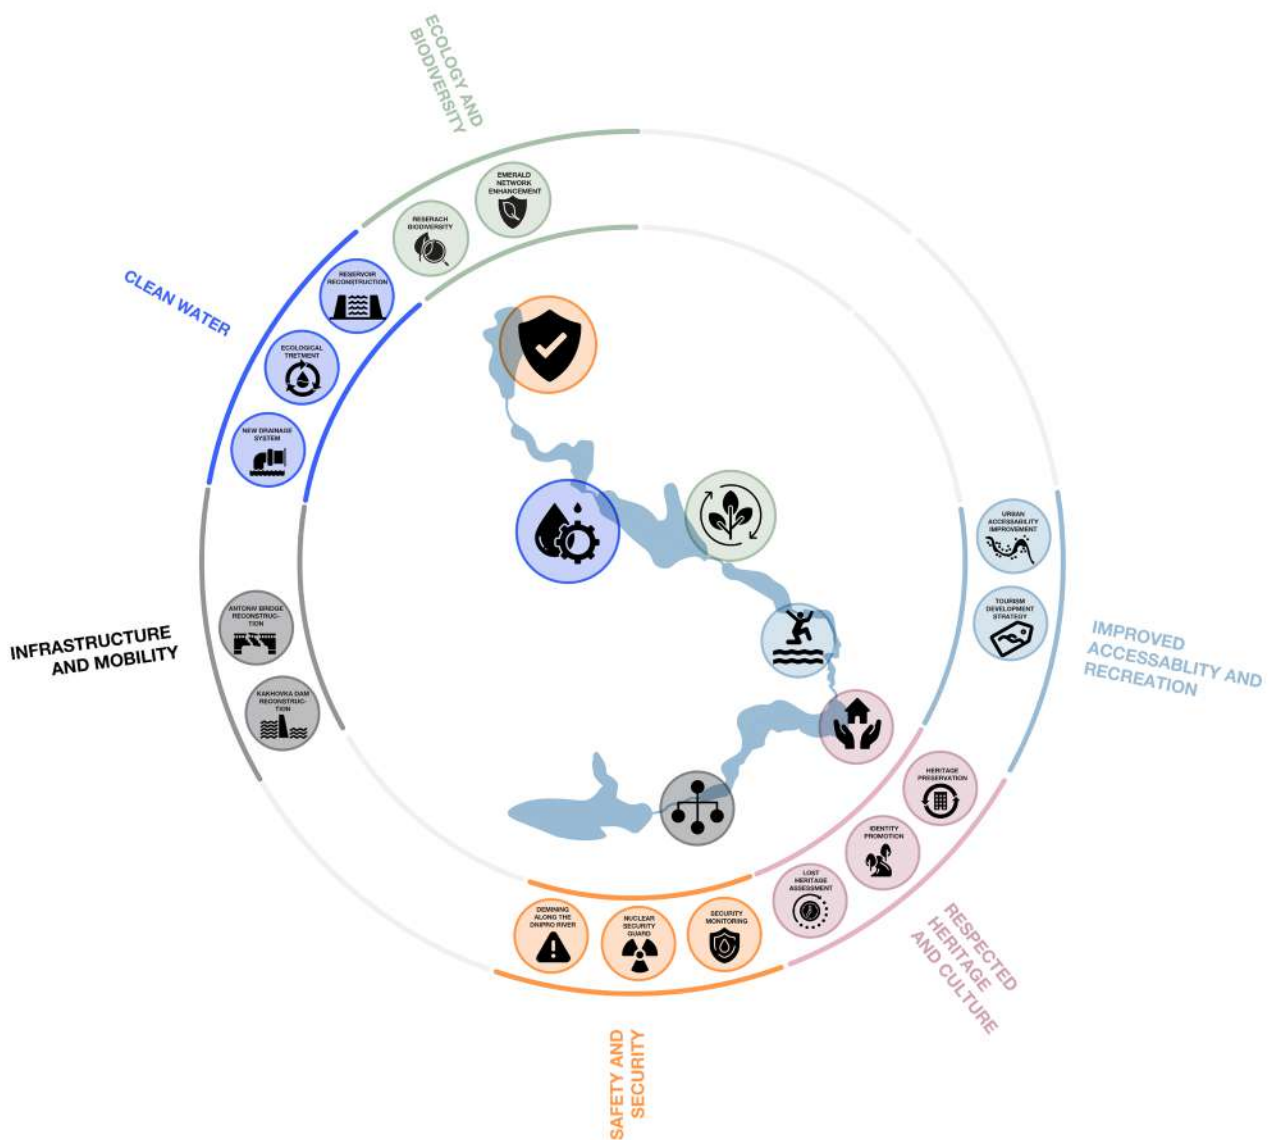 ECOLOGY AND
BIODIVERSITY
EMERALD
NETWORK
ENHANCEMENT
RESERACH
BIODIVERSITY
CLEAN WATER
RESERVOIR
RECONSTRUCTION
ECOLOGICAL
TRETMENT
NEW DRAINAGE
SYSTEM
INFRASTRUCTURE
AND MOBILITY
ANTONIV BRIDGE
RECONSTRUC-
TION
KAKHOVKA DAM
RECONSTRUC-
TION
URBAN
ACCESSABILITY
IMPROVEMENT
TOURISM
DEVELOPMENT
STRATEGY
IMPROVED
ACCESSABLITY AND
RECREATION
HERITAGE
PRESERVATION
IDENTITY
PROMOTION
LOST
HERITAGE
ASSESSMENT
RESPECTED
HERITAGE
AND CULTURE
DEMINING
ALONG THE
DNIPRO RIVER
NUCLEAR
SECURITY
GUARD
SECURITY
MONITORING
SAFETY AND
SECURITY